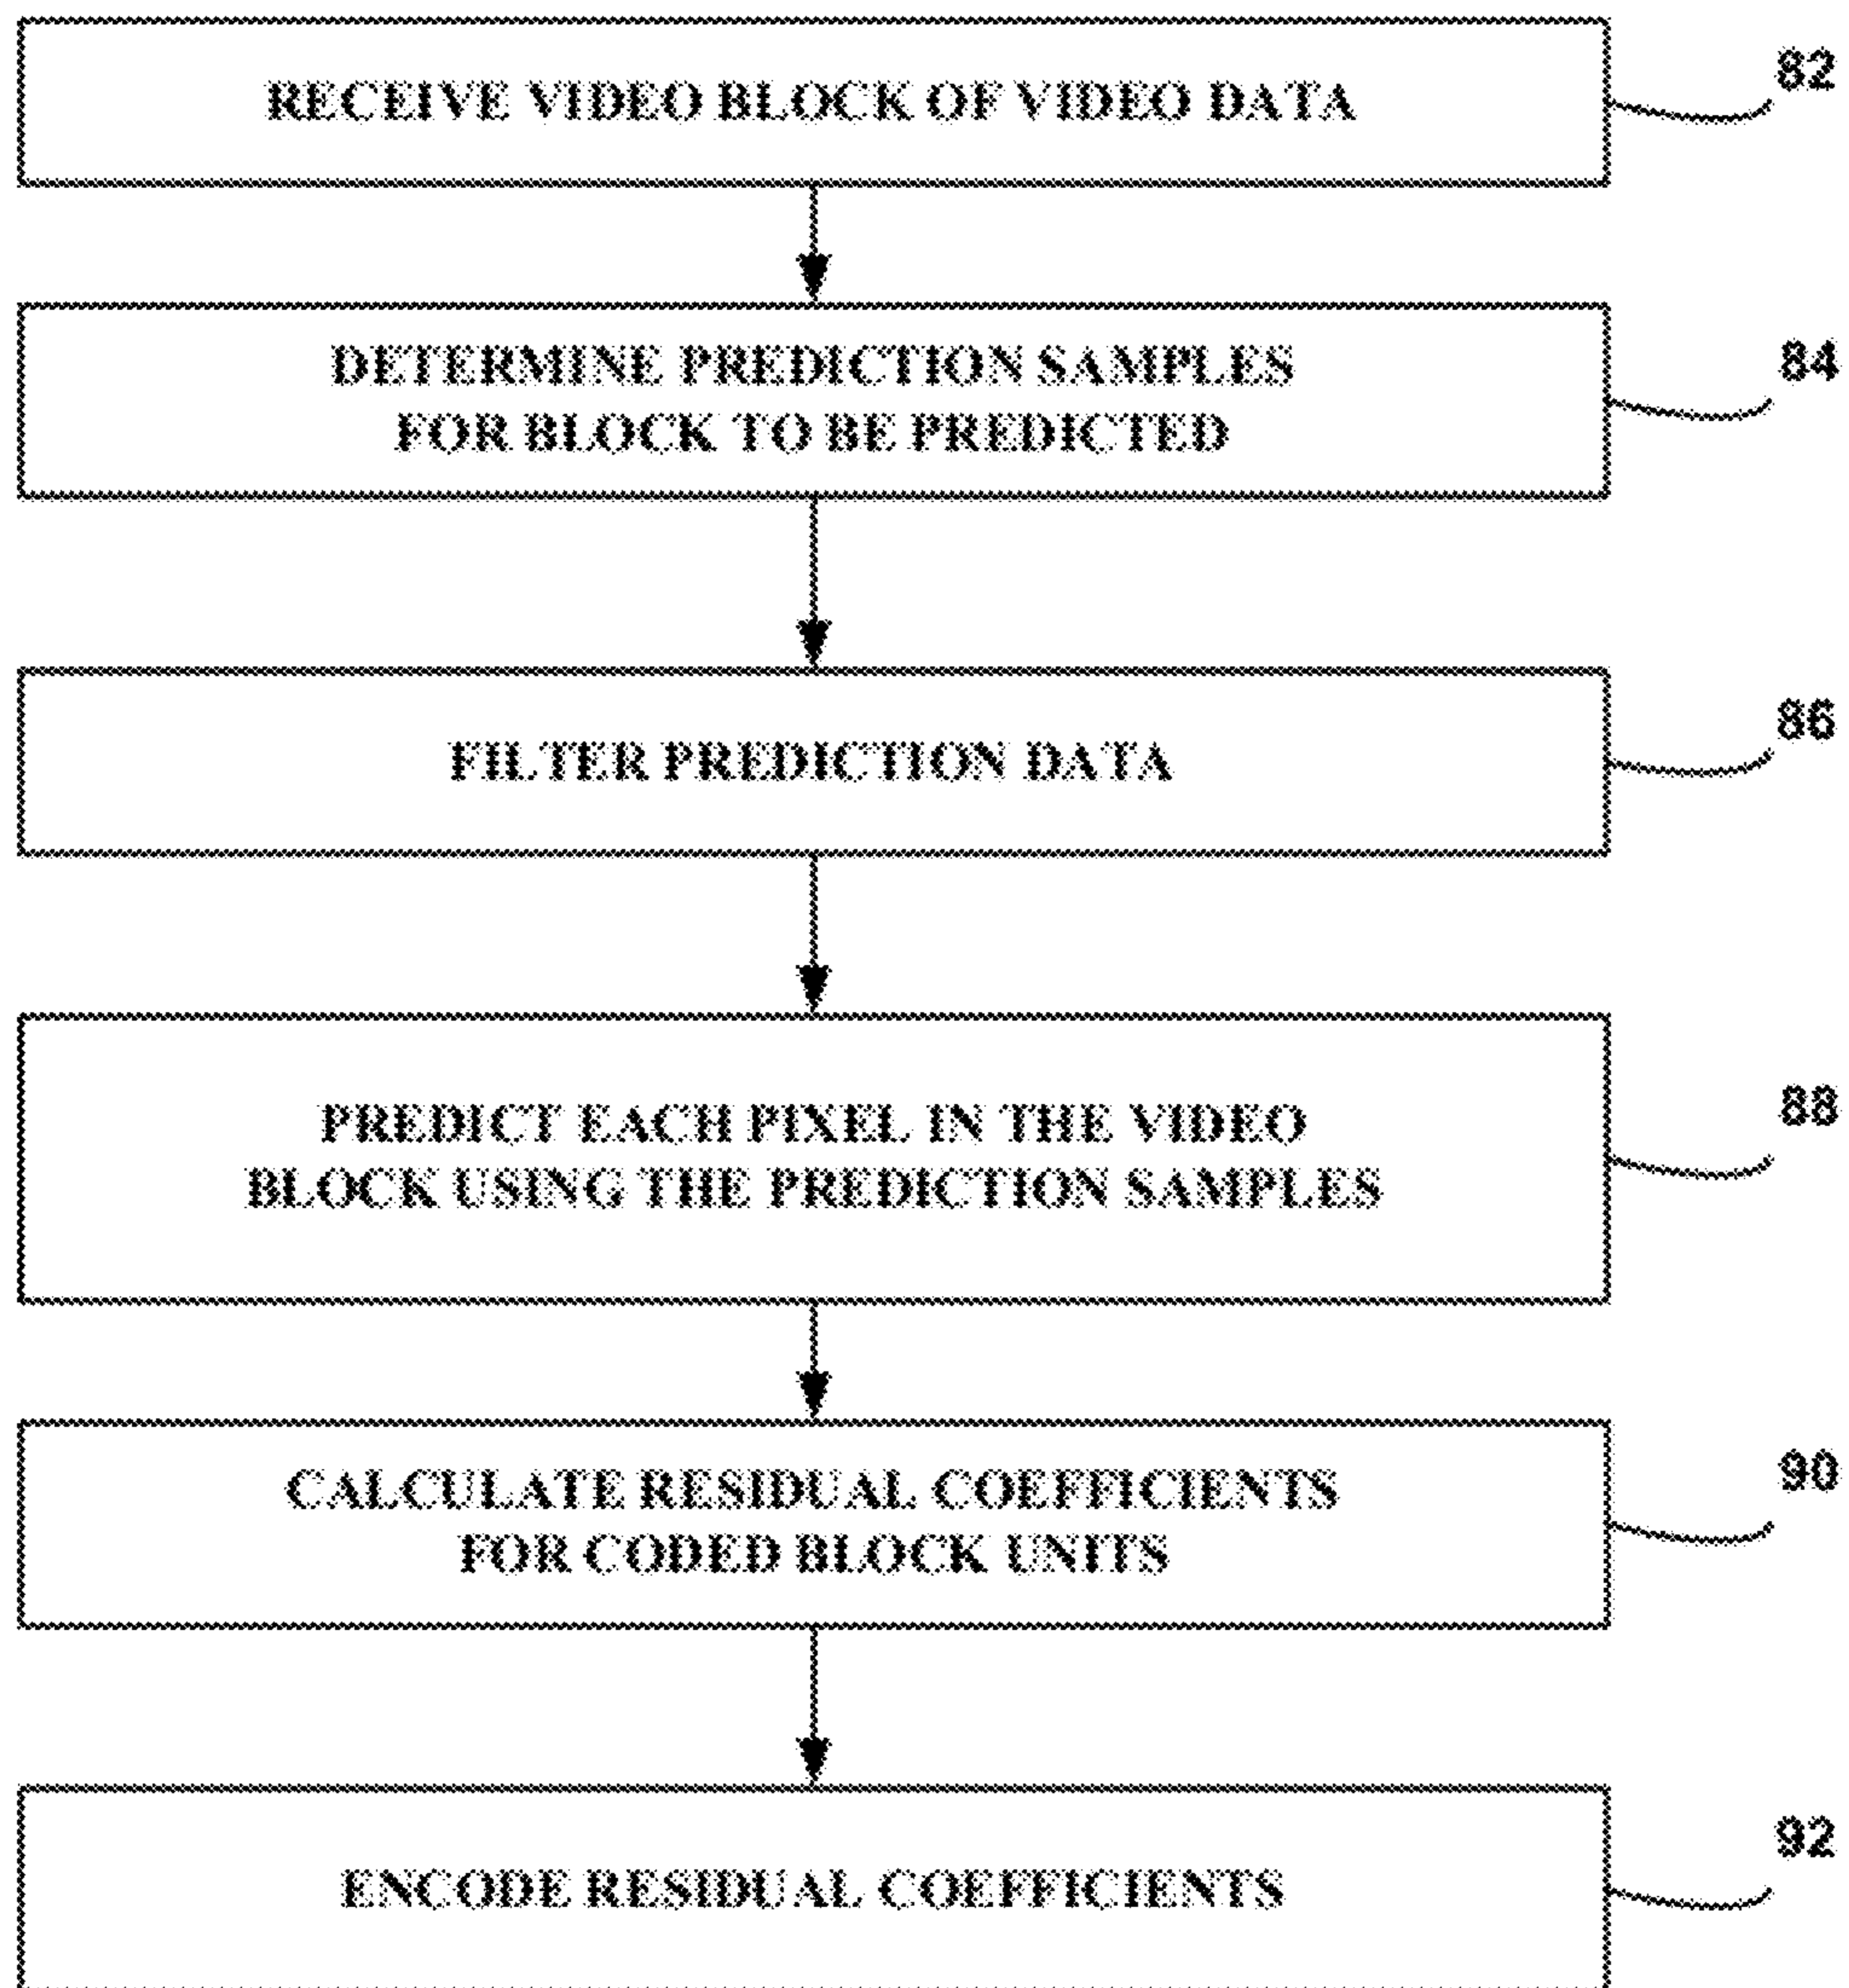 RECEIVE VIDEO BLOCK OF VIDEO DATA
82
DETERMINE PREDICTION SAMPLES
FOR BLOCK TO BE PREDICTED
84
FILTER PREDICTION DATA
86
PREDICT EACH PIXEL IN THE VIDEO
BLOCK USING THE PREDICTION SAMPLES
88
CALCULATE RESIDUAL COEFFICIENTS
FOR CODED BLOCK UNITS
90
ENCODE RESIDUAL COEFFICIENTS
92